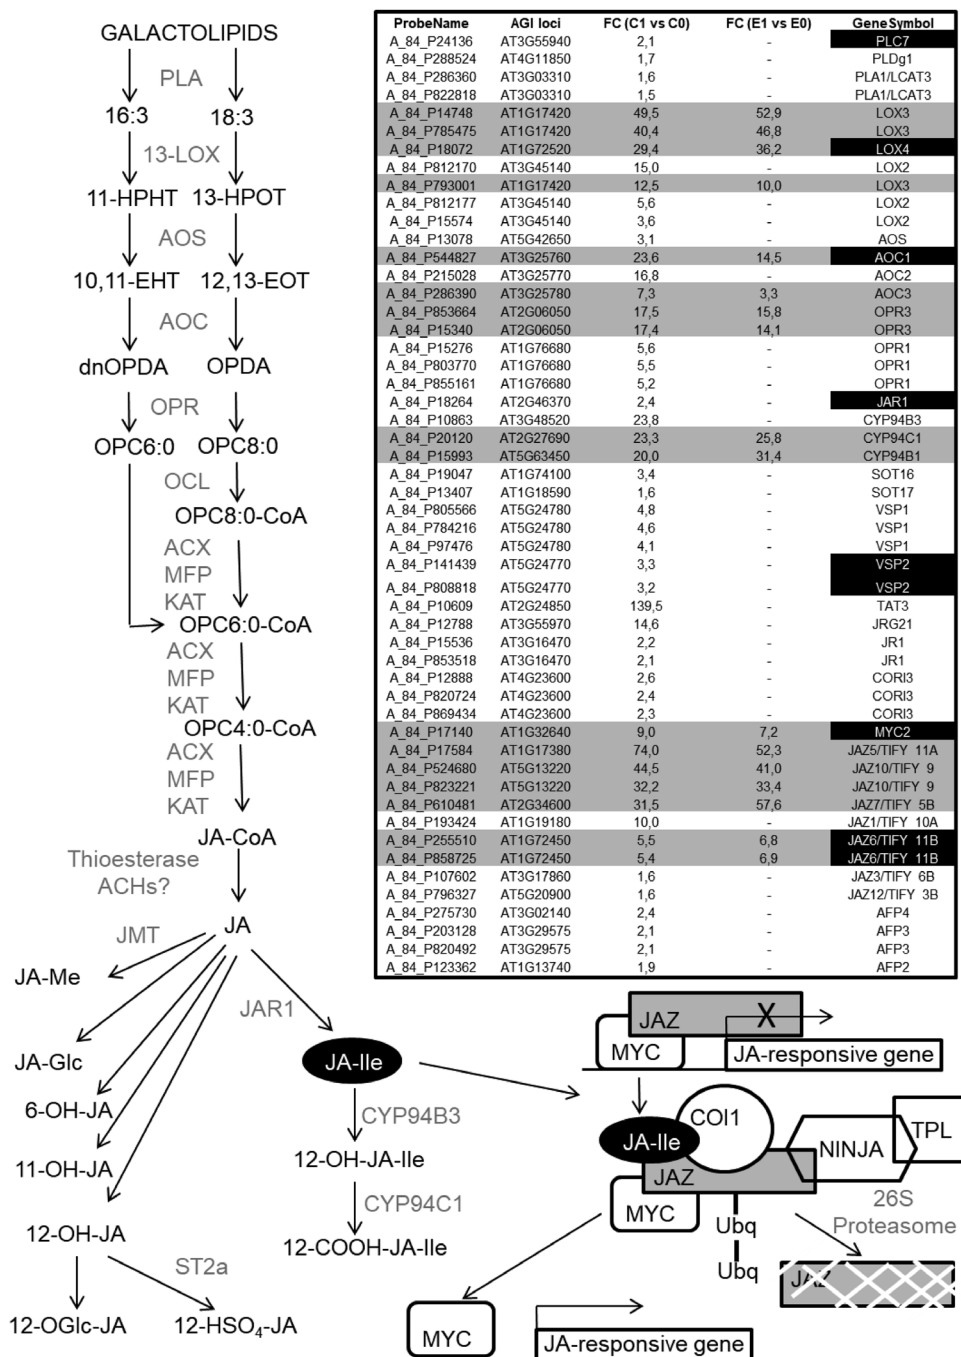 GALACTOLIPIDS
PLA
16:3 18:3
13-LOX
11-HPHT 13-HPOT
AOS
10,11-EHT 12,13-EOT
AOC
dnOPDA OPDA
OPR
OPC6:0 OPC8:0
OCL
OPC8:0-CoA
ACX
MFP
KAT
OPC6:0-CoA
ACX
MFP
KAT
OPC4:0-CoA
ACX
MFP
KAT
JA-CoA
Thioesterase
ACHs?
JA
JMT
JA-Me
JAR1
JA-Glc
6-OH-JA
11-OH-JA
12-OH-JA
ST2a
12-OGlc-JA 12-HSO₄-JA
JA-Ile
CYP94B3
12-OH-JA-Ile
CYP94C1
12-COOH-JA-Ile
ProbeName AGI loci FC (C1 vs C0) FC (E1 vs E0) GeneSymbol
A_84_P24136 AT3G55940 2,1 - PLC7
A_84_P288524 AT4G11850 1,7 - PLDg1
A_84_P286360 AT3G03310 1,6 - PLA1/LCAT3
A_84_P822818 AT3G03310 1,5 - PLA1/LCAT3
A_84_P14748 AT1G17420 49,5 52,9 LOX3
A_84_P785475 AT1G17420 40,4 46,8 LOX3
A_84_P18072 AT1G72520 29,4 36,2 LOX4
A_84_P812170 AT3G45140 15,0 - LOX2
A_84_P793001 AT1G17420 12,5 10,0 LOX3
A_84_P812177 AT3G45140 5,6 - LOX2
A_84_P15574 AT3G45140 3,6 - LOX2
A_84_P13078 AT5G42650 3,1 - AOS
A_84_P544827 AT3G25760 23,6 14,5 AOC1
A_84_P215028 AT3G25770 16,8 - AOC2
A_84_P286390 AT3G25780 7,3 3,3 AOC3
A_84_P853664 AT2G06050 17,5 15,8 OPR3
A_84_P15340 AT2G06050 17,4 14,1 OPR3
A_84_P15276 AT1G76680 5,6 - OPR1
A_84_P803770 AT1G76680 5,5 - OPR1
A_84_P855161 AT1G76680 5,2 - OPR1
A_84_P18264 AT2G46370 2,4 - JAR1
A_84_P10863 AT3G48520 23,8 - CYP94B3
A_84_P20120 AT2G27690 23,3 25,8 CYP94C1
A_84_P15993 AT5G63450 20,0 31,4 CYP94B1
A_84_P19047 AT1G74100 3,4 - SOT16
A_84_P13407 AT1G18590 1,6 - SOT17
A_84_P805566 AT5G24780 4,8 - VSP1
A_84_P784216 AT5G24780 4,6 - VSP1
A_84_P97476 AT5G24780 4,1 - VSP1
A_84_P141439 AT5G24770 3,3 - VSP2
A_84_P808818 AT5G24770 3,2 - VSP2
A_84_P10609 AT2G24850 139,5 - TAT3
A_84_P12788 AT3G55970 14,6 - JRG21
A_84_P15536 AT3G16470 2,2 - JR1
A_84_P853518 AT3G16470 2,1 - JR1
A_84_P12888 AT4G23600 2,6 - CORI3
A_84_P820724 AT4G23600 2,4 - CORI3
A_84_P869434 AT4G23600 2,3 - CORI3
A_84_P17140 AT1G32640 9,0 7,2 MYC2
A_84_P17584 AT1G17380 74,0 52,3 JAZ5/TIFY 11A
A_84_P524680 AT5G13220 44,5 41,0 JAZ10/TIFY 9
A_84_P823221 AT5G13220 32,2 33,4 JAZ10/TIFY 9
A_84_P610481 AT2G34600 31,5 57,6 JAZ7/TIFY 5B
A_84_P193424 AT1G19180 10,0 - JAZ1/TIFY 10A
A_84_P255510 AT1G72450 5,5 6,8 JAZ6/TIFY 11B
A_84_P858725 AT1G72450 5,4 6,9 JAZ6/TIFY 11B
A_84_P107602 AT3G17860 1,6 - JAZ3/TIFY 6B
A_84_P796327 AT5G20900 1,6 - JAZ12/TIFY 3B
A_84_P275730 AT3G02140 2,4 - AFP4
A_84_P203128 AT3G29575 2,1 - AFP3
A_84_P820492 AT3G29575 2,1 - AFP3
A_84_P123362 AT1G13740 1,9 - AFP2
JAZ X
MYC JA-responsive gene
COI1
TPL
JA-Ile NINJA
JAZ
MYC
26S
Proteasome
Ubq
Ubq
JAZ
MYC JA-responsive gene